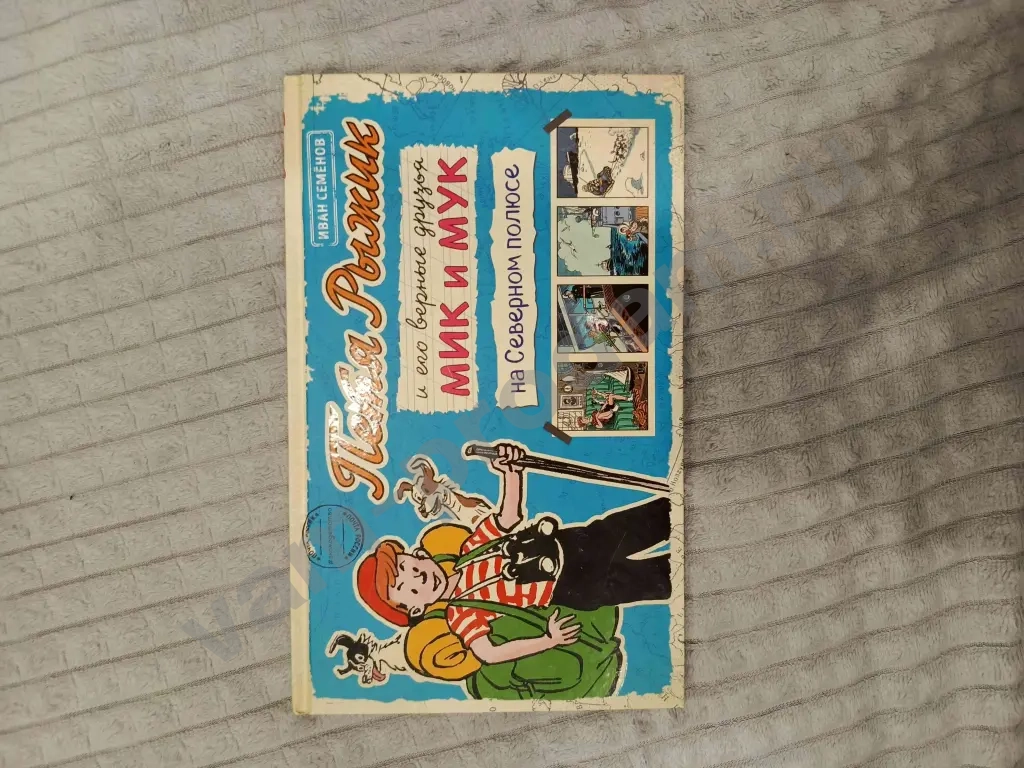 ИВАН СЕМЁНОВ
Петя Рыжик
и его верные друзья
МИК и МУК
на Северном полюсе